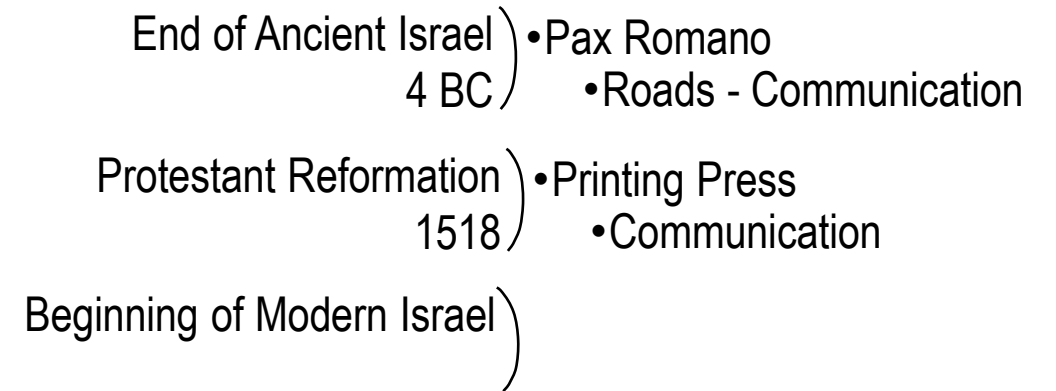 End of Ancient Israel •Pax Romano
4 BC •Roads - Communication
Protestant Reformation •Printing Press
1518 •Communication
Beginning of Modern Israel